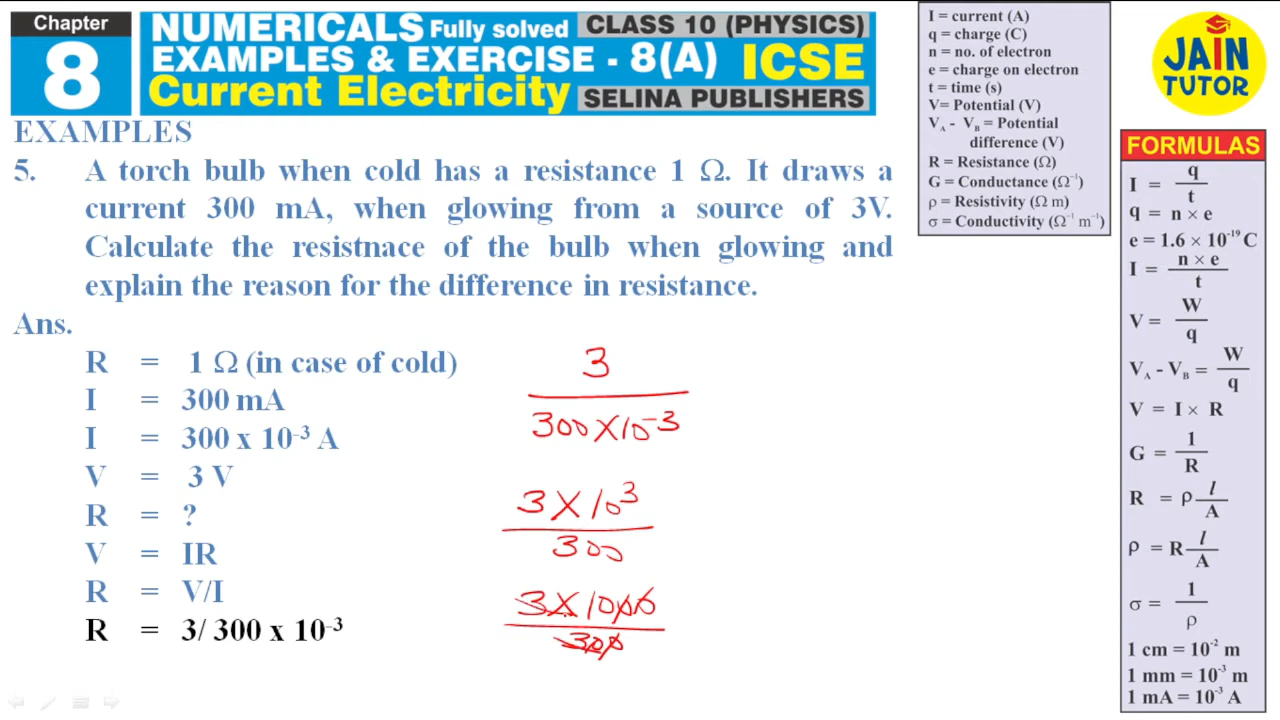 Chapter
8
NUMERICALS Fully solved
EXAMPLES & EXERCISE - 8(A)
Current Electricity
CLASS 10 (PHYSICS)
ICSE
SELINA PUBLISHERS
I = current (A)
q = charge (C)
n = no. of electron
e = charge on electron
t = time (s)
V= Potential (V)
V_A - V_B = Potential
difference (V)
R = Resistance (Ω)
G = Conductance (Ω⁻¹)
ρ = Resistivity (Ω m)
σ = Conductivity (Ω⁻¹ m⁻¹)
JAIN
TUTOR
EXAMPLES
5. A torch bulb when cold has a resistance 1 Ω. It draws a
current 300 mA, when glowing from a source of 3V.
Calculate the resistnace of the bulb when glowing and
explain the reason for the difference in resistance.
Ans.
R = 1 Ω (in case of cold)
I = 300 mA
I = 300 x 10⁻³ A
V = 3 V
R = ?
V = IR
R = V/I
R = 3/ 300 x 10⁻³
3
300 X 10⁻³
3 X 10³
300
3 X 1000
300
FORMULAS
I = q
t
q = n × e
e = 1.6 × 10⁻¹⁹ C
I = n × e
t
V = W
q
V_A - V_B = W
q
V = I × R
G = 1
R
R = ρ l
A
ρ = R l
A
σ = 1
ρ
1 cm = 10⁻² m
1 mm = 10⁻³ m
1 mA = 10⁻³ A